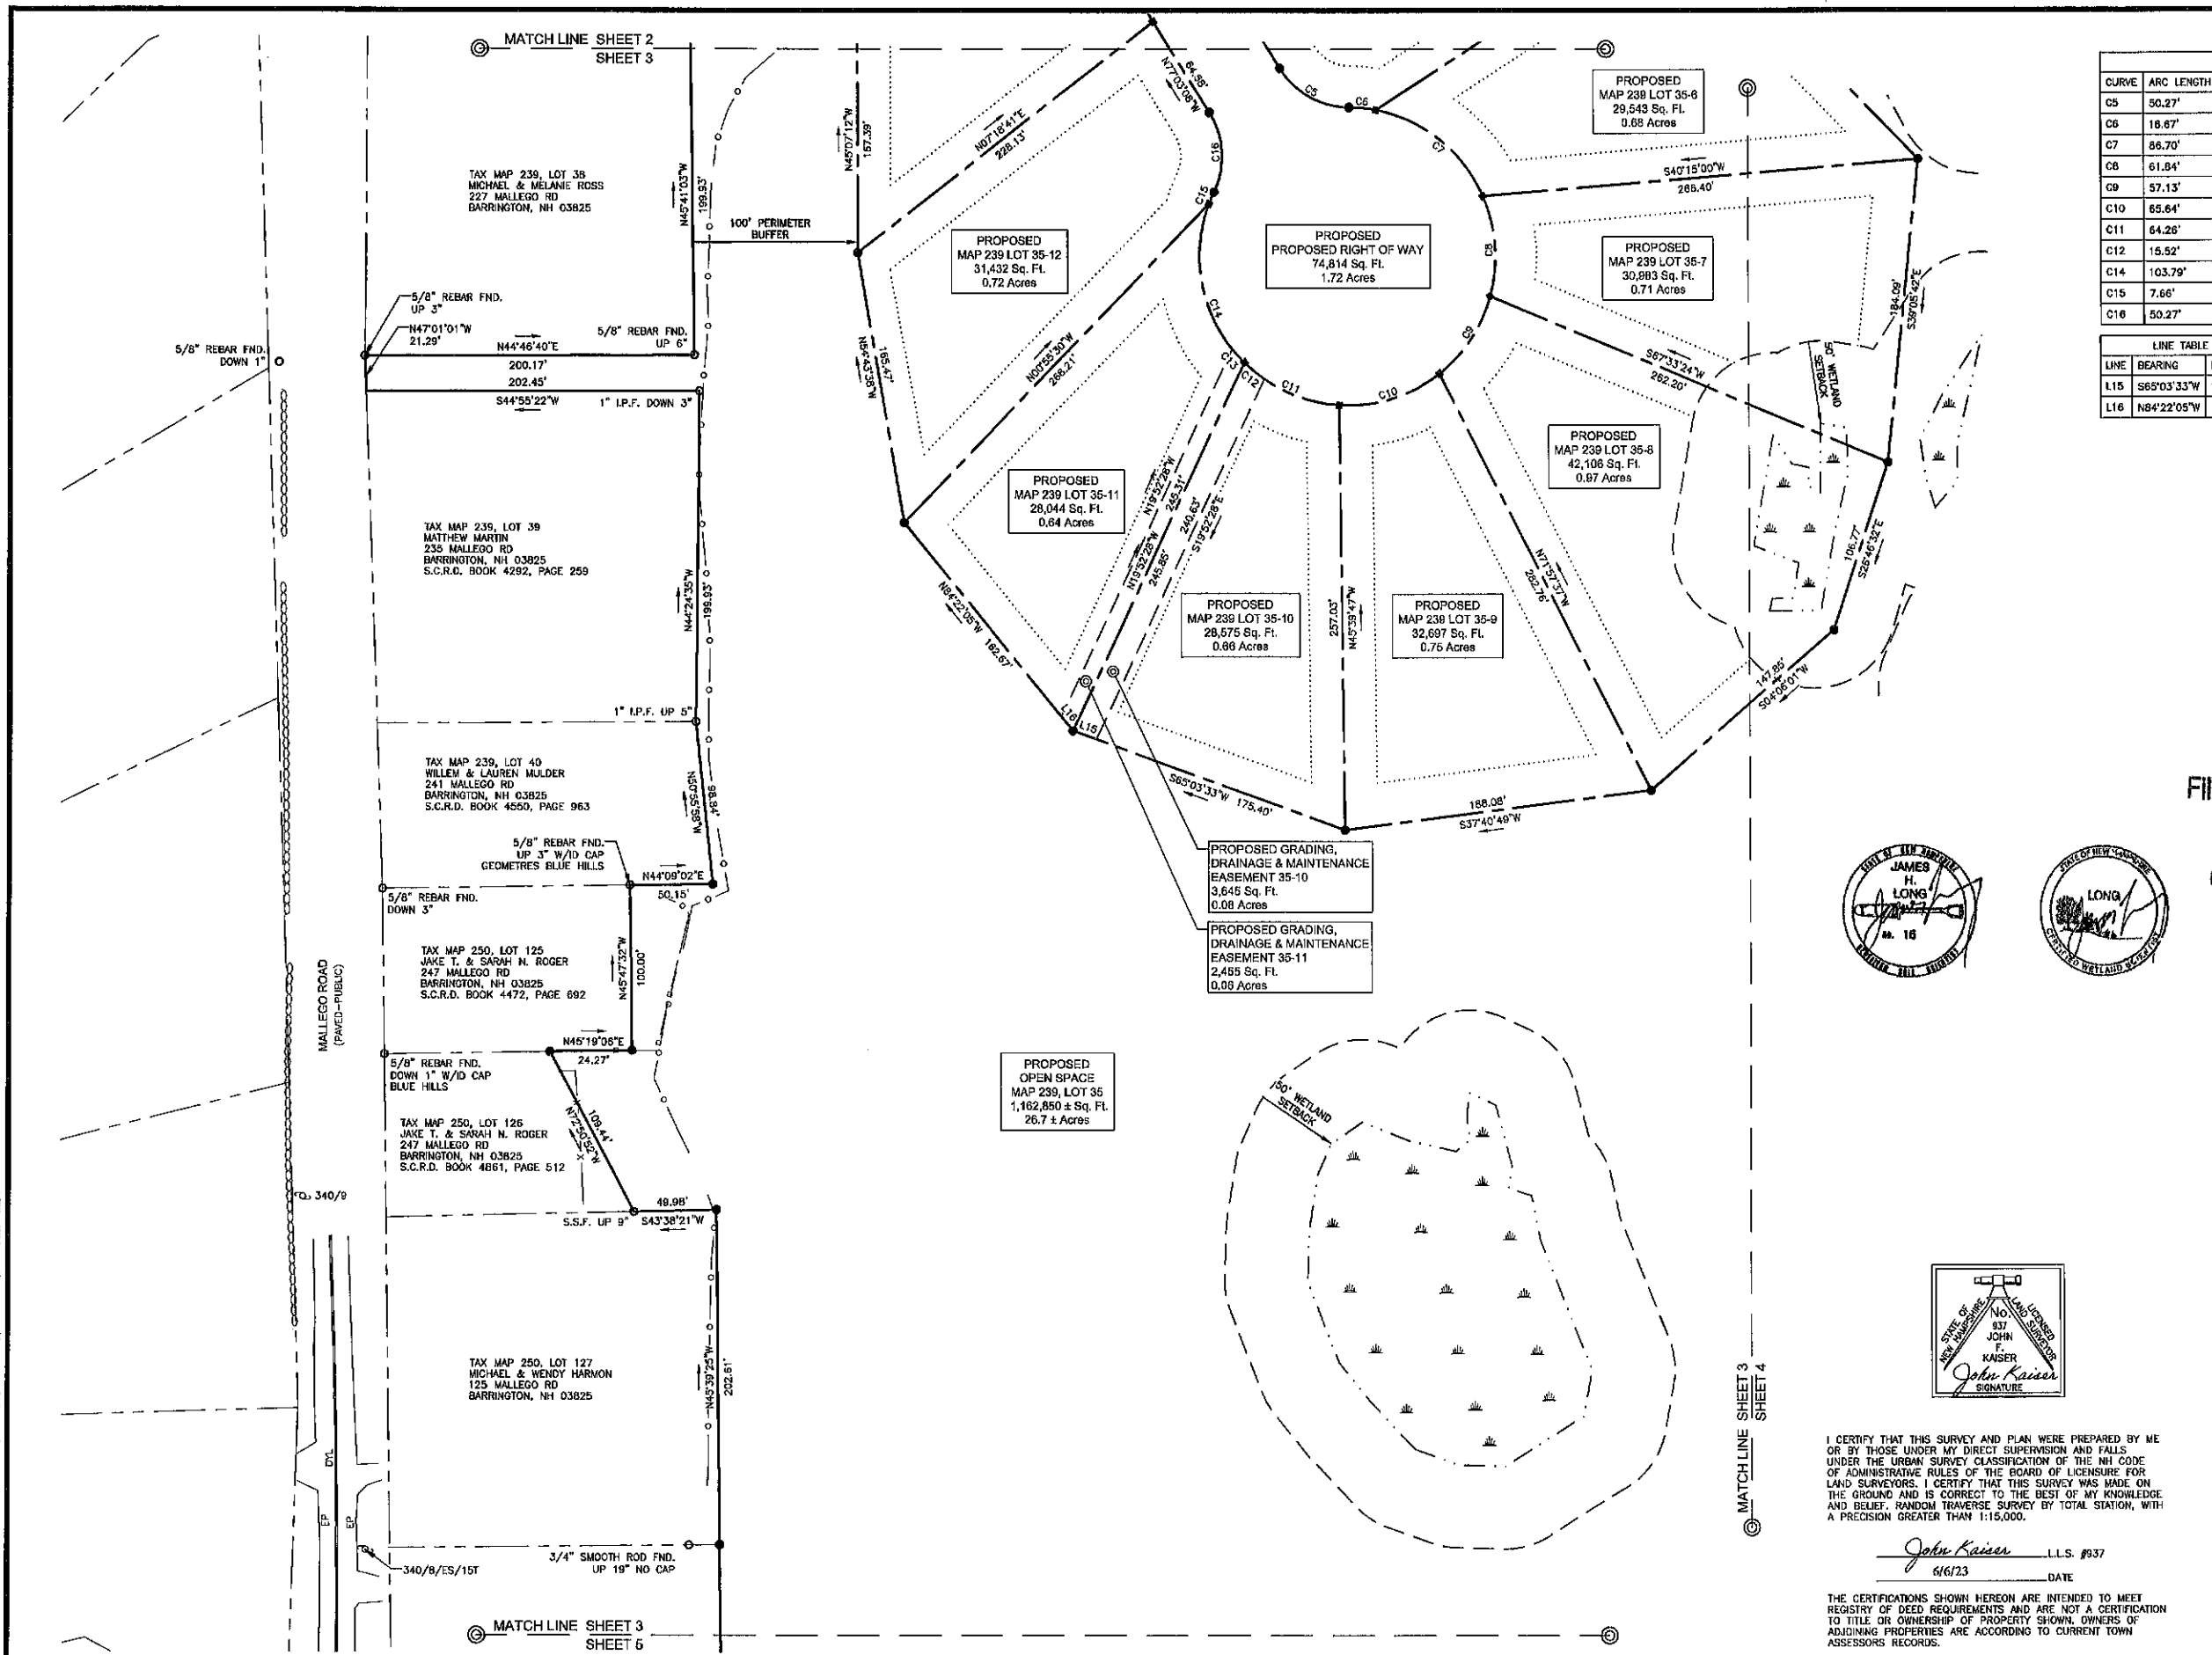 MATCH LINE SHEET 2
SHEET 3
TAX MAP 239, LOT 38
MICHAEL & MELANIE ROSS
227 MALLEGO RD
BARRINGTON, NH 03825
N45°41'03"W
199.93'
100' PERIMETER
BUFFER
N45°07'12"W
157.39'
N07°18'41"E
228.13'
64.58'
N77°03'08"W
C5
C6
C7
C8
C9
C10
C11
C12
C13
C14
C15
C16
PROPOSED
MAP 239 LOT 35-6
29,543 Sq. Ft.
0.68 Acres
S40°15'00"W
266.40'
PROPOSED
MAP 239 LOT 35-12
31,432 Sq. Ft.
0.72 Acres
PROPOSED
PROPOSED RIGHT OF WAY
74,814 Sq. Ft.
1.72 Acres
PROPOSED
MAP 239 LOT 35-7
30,983 Sq. Ft.
0.71 Acres
184.09'
S39°05'42"E
CURVE ARC LENGTH
C5 50.27'
C6 16.67'
C7 86.70'
C8 61.84'
C9 57.13'
C10 65.64'
C11 64.26'
C12 15.52'
C14 103.79'
C15 7.66'
C16 50.27'
LINE TABLE
LINE BEARING
L15 S65°03'33"W
L16 N84°22'05"W
5/8" REBAR FND.
UP 3"
N47°01'01"W
21.29'
5/8" REBAR FND.
UP 6"
5/8" REBAR FND.
DOWN 1"
N44°46'40"E
200.17'
202.45'
S44°55'22"W
1" I.P.F. DOWN 3"
165.47'
N54°43'38"W
N00°55'30"W
268.21'
S67°33'24"W
262.20'
50' WETLAND
SETBACK
PROPOSED
MAP 239 LOT 35-8
42,106 Sq. Ft.
0.97 Acres
PROPOSED
MAP 239 LOT 35-11
28,044 Sq. Ft.
0.64 Acres
N19°52'28"W
245.31'
N19°52'28"W
245.85'
240.63'
S19°52'28"E
TAX MAP 239, LOT 39
MATTHEW MARTIN
235 MALLEGO RD
BARRINGTON, NH 03825
S.C.R.D. BOOK 4292, PAGE 259
N44°24'35"W
199.93'
106.77'
S25°46'32"E
N71°57'37"W
282.76'
N84°22'05"W 162.67'
PROPOSED
MAP 239 LOT 35-10
28,575 Sq. Ft.
0.66 Acres
257.03'
N45°39'47"W
PROPOSED
MAP 239 LOT 35-9
32,697 Sq. Ft.
0.75 Acres
147.85'
S04°06'01"W
1" I.P.F. UP 5"
L16 L15
TAX MAP 239, LOT 40
WILLEM & LAUREN MULDER
241 MALLEGO RD
BARRINGTON, NH 03825
S.C.R.D. BOOK 4550, PAGE 963
N50°55'58"W
98.84'
S65°03'33"W 175.40'
188.08'
S37°40'49"W
5/8" REBAR FND.
UP 3" W/ID CAP
GEOMETRES BLUE HILLS
N44°09'02"E
50.15'
PROPOSED GRADING,
DRAINAGE & MAINTENANCE
EASEMENT 35-10
3,645 Sq. Ft.
0.08 Acres
PROPOSED GRADING,
DRAINAGE & MAINTENANCE
EASEMENT 35-11
2,455 Sq. Ft.
0.06 Acres
5/8" REBAR FND.
DOWN 3"
TAX MAP 250, LOT 125
JAKE T. & SARAH N. ROGER
247 MALLEGO RD
BARRINGTON, NH 03825
S.C.R.D. BOOK 4472, PAGE 692
N45°47'32"W
100.00'
MALLEGO ROAD
(PAVED-PUBLIC)
N45°19'06"E
24.27'
5/8" REBAR FND.
DOWN 1" W/ID CAP
BLUE HILLS
PROPOSED
OPEN SPACE
MAP 239, LOT 35
1,162,850 ± Sq. Ft.
26.7 ± Acres
TAX MAP 250, LOT 126
JAKE T. & SARAH N. ROGER
247 MALLEGO RD
BARRINGTON, NH 03825
S.C.R.D. BOOK 4861, PAGE 512
109.44'
N72°50'52"W
50' WETLAND
SETBACK
340/9
49.98'
S.S.F. UP 9" S43°38'21"W
TAX MAP 250, LOT 127
MICHAEL & WENDY HARMON
125 MALLEGO RD
BARRINGTON, NH 03825
N45°39'25"W
202.61'
DYL
EP
EP
340/8/ES/15T
3/4" SMOOTH ROD FND.
UP 19" NO CAP
MATCH LINE SHEET 3
SHEET 5
MATCH LINE SHEET 3
SHEET 4
STATE OF NEW HAMPSHIRE
JAMES
H.
LONG
16
STATE OF NEW HAMPSHIRE
LONG
CERTIFIED WETLAND SCIENTIST
STATE OF
NEW HAMPSHIRE
LICENSED
LAND SURVEYOR
No.
937
JOHN
F.
KAISER
John Kaiser
SIGNATURE
I CERTIFY THAT THIS SURVEY AND PLAN WERE PREPARED BY ME
OR BY THOSE UNDER MY DIRECT SUPERVISION AND FALLS
UNDER THE URBAN SURVEY CLASSIFICATION OF THE NH CODE
OF ADMINISTRATIVE RULES OF THE BOARD OF LICENSURE FOR
LAND SURVEYORS. I CERTIFY THAT THIS SURVEY WAS MADE ON
THE GROUND AND IS CORRECT TO THE BEST OF MY KNOWLEDGE
AND BELIEF. RANDOM TRAVERSE SURVEY BY TOTAL STATION, WITH
A PRECISION GREATER THAN 1:15,000.
John Kaiser L.L.S. #937
6/6/23 DATE
THE CERTIFICATIONS SHOWN HEREON ARE INTENDED TO MEET
REGISTRY OF DEED REQUIREMENTS AND ARE NOT A CERTIFICATION
TO TITLE OR OWNERSHIP OF PROPERTY SHOWN. OWNERS OF
ADJOINING PROPERTIES ARE ACCORDING TO CURRENT TOWN
ASSESSORS RECORDS.